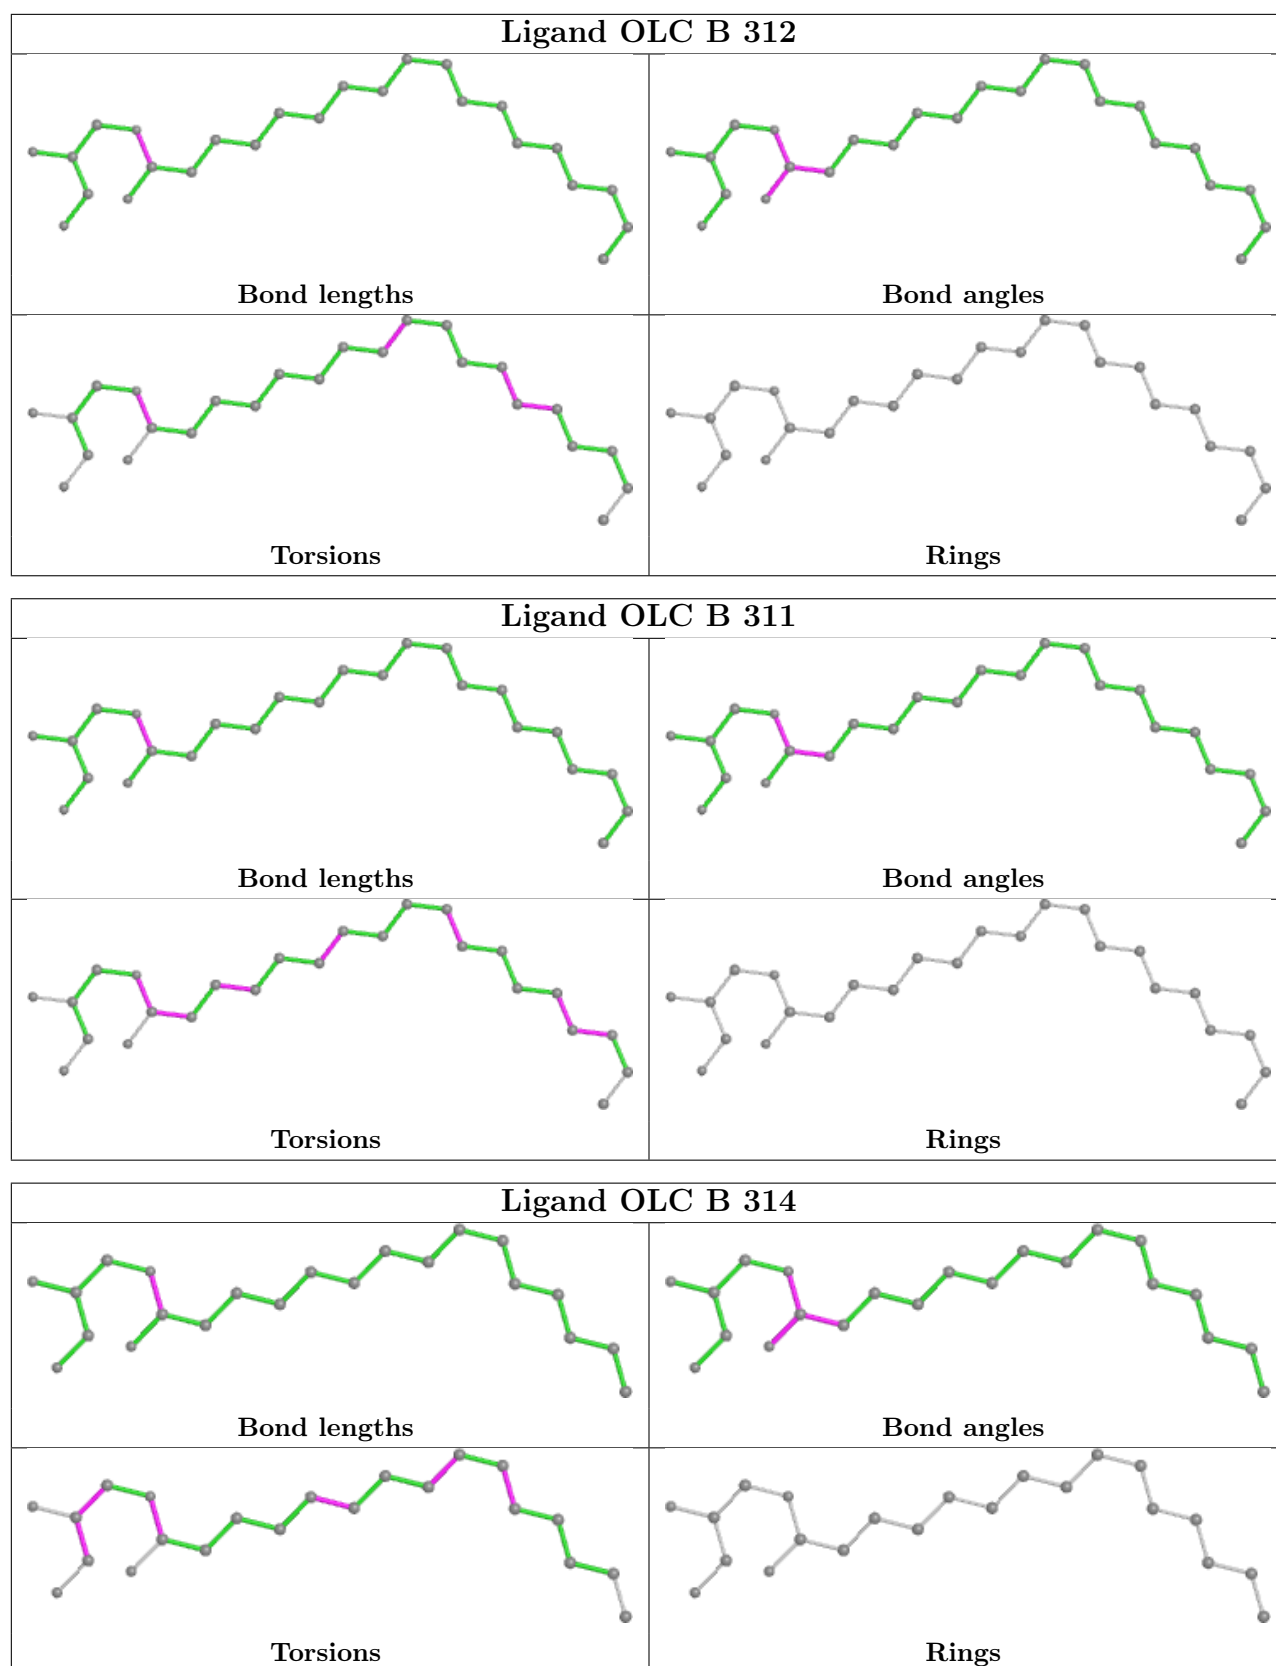 Ligand OLC B 312
Bond lengths
Bond angles
Torsions
Rings
Ligand OLC B 311
Bond lengths
Bond angles
Torsions
Rings
Ligand OLC B 314
Bond lengths
Bond angles
Torsions
Rings